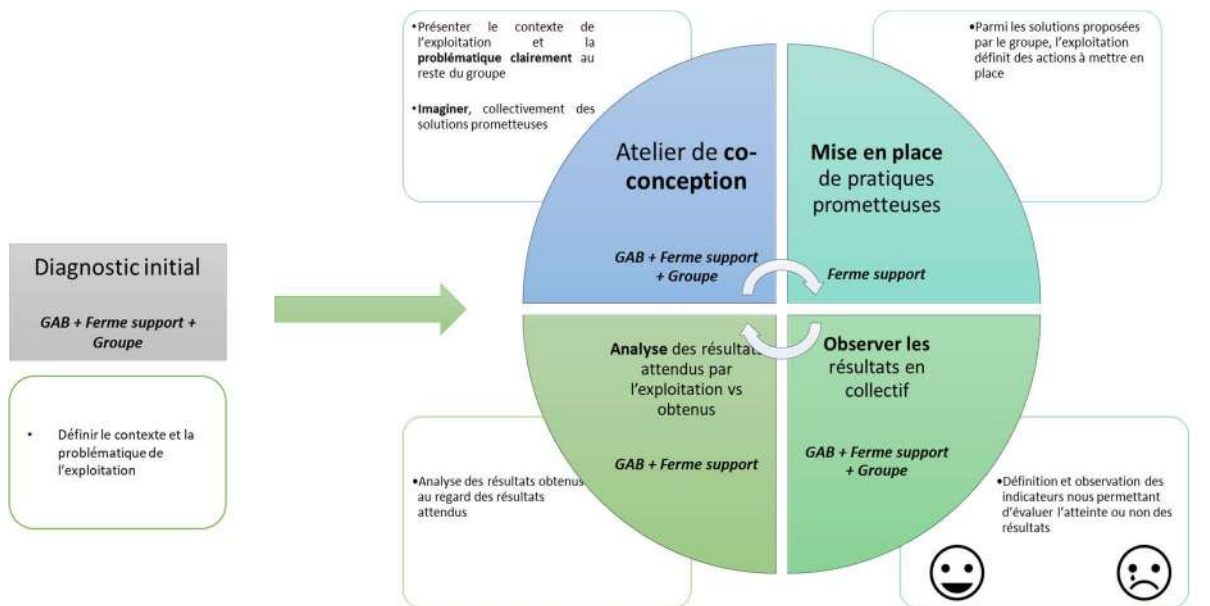 Diagnostic initial
GAB + Ferme support +
Groupe
• Définir le contexte et la
problématique de
l'exploitation
•Présenter le contexte de
l'exploitation et la
problématique clairement au
reste du groupe
•Imaginer, collectivement des
solutions prometteuses
Atelier de co-
conception
GAB + Ferme support
+ Groupe
•Parmi les solutions proposées
par le groupe, l'exploitation
définit des actions à mettre en
place
Mise en place
de pratiques
prometteuses
Ferme support
Observer les
résultats en
collectif
GAB + Ferme support
+ Groupe
•Définition et observation des
indicateurs nous permettant
d'évaluer l'atteinte ou non des
résultats
Analyse des résultats
attendus par
l'exploitation vs
obtenus
GAB + Ferme support
•Analyse des résultats obtenus
au regard des résultats
attendus